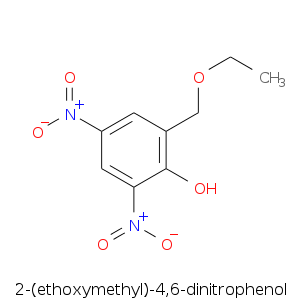 O
CH₃
O
N⁺
O⁻
OH
N⁺
O
O⁻
2-(ethoxymethyl)-4,6-dinitrophenol